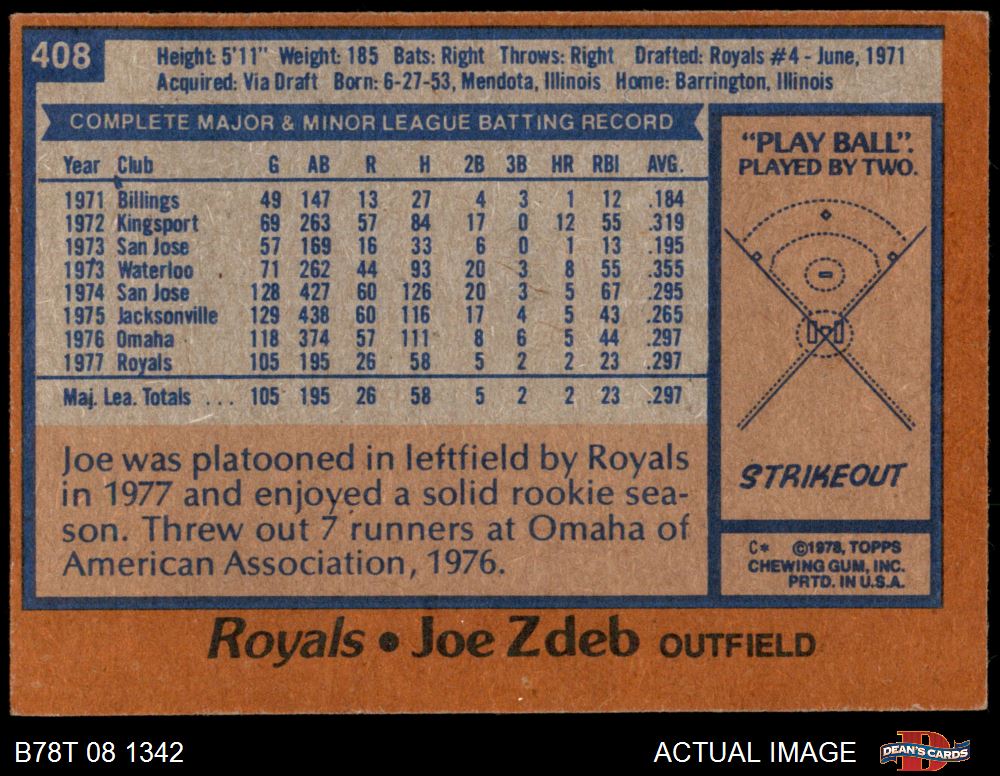 408
Height: 5'11" Weight: 185 Bats: Right Throws: Right Drafted: Royals #4 - June, 1971
Acquired: Via Draft Born: 6-27-53, Mendota, Illinois Home: Barrington, Illinois
COMPLETE MAJOR & MINOR LEAGUE BATTING RECORD
Year Club G AB R H 2B 3B HR RBI AVG.
1971 Billings 49 147 13 27 4 3 1 12 .184
1972 Kingsport 69 263 57 84 17 0 12 55 .319
1973 San Jose 57 169 16 33 6 0 1 13 .195
1973 Waterloo 71 262 44 93 20 3 8 55 .355
1974 San Jose 128 427 60 126 20 3 5 67 .295
1975 Jacksonville 129 438 60 116 17 4 5 43 .265
1976 Omaha 118 374 57 111 8 6 5 44 .297
1977 Royals 105 195 26 58 5 2 2 23 .297
Maj. Lea. Totals ... 105 195 26 58 5 2 2 23 .297
Joe was platooned in leftfield by Royals
in 1977 and enjoyed a solid rookie sea-
son. Threw out 7 runners at Omaha of
American Association, 1976.
"PLAY BALL".
PLAYED BY TWO.
STRIKEOUT
C* ©1978, TOPPS
CHEWING GUM, INC.
PRTD. IN U.S.A.
Royals • Joe Zdeb OUTFIELD
B78T 08 1342
ACTUAL IMAGE
DEAN'S CARDS